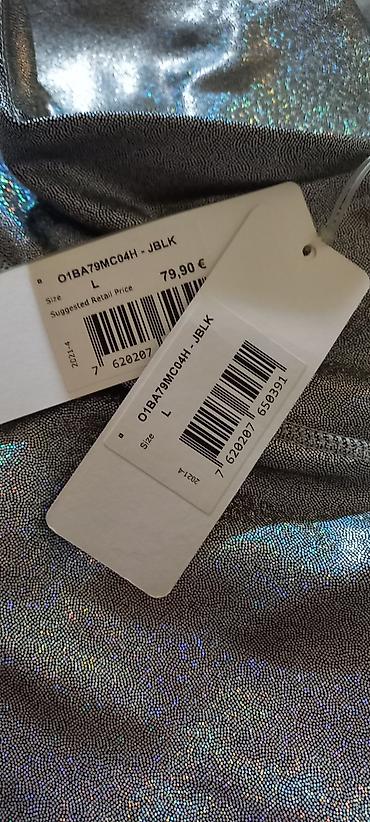 O1BA79MC04H - JBLK
Size L 79,90 €
Suggested Retail Price
2021-4
7 620207
O1BA79MC04H - JBLK
Size L
2021-4
7 620207 650391